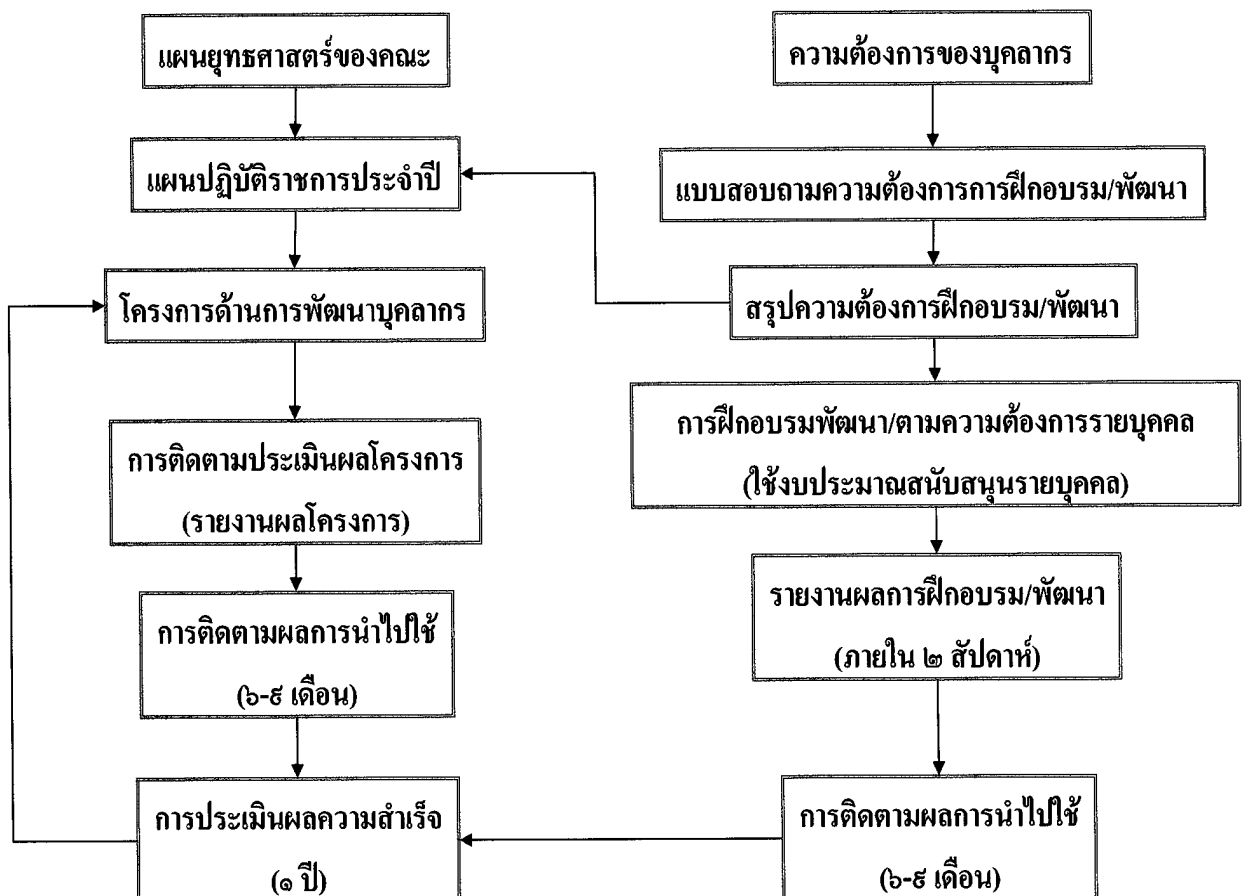 แผนยุทธศาสตร์ของคณะ
แผนปฏิบัติราชการประจำปี
โครงการด้านการพัฒนาบุคลากร
การติดตามประเมินผลโครงการ
(รายงานผลโครงการ)
การติดตามผลการนำไปใช้
(๖-๙ เดือน)
การประเมินผลความสำเร็จ
(๑ ปี)
ความต้องการของบุคลากร
แบบสอบถามความต้องการการฝึกอบรม/พัฒนา
สรุปความต้องการฝึกอบรม/พัฒนา
การฝึกอบรมพัฒนา/ตามความต้องการรายบุคคล
(ใช้งบประมาณสนับสนุนรายบุคคล)
รายงานผลการฝึกอบรม/พัฒนา
(ภายใน ๒ สัปดาห์)
การติดตามผลการนำไปใช้
(๖-๙ เดือน)